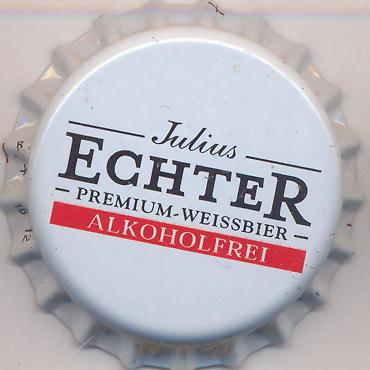 Julius
ECHTER
PREMIUM-WEISSBIER
ALKOHOLFREI